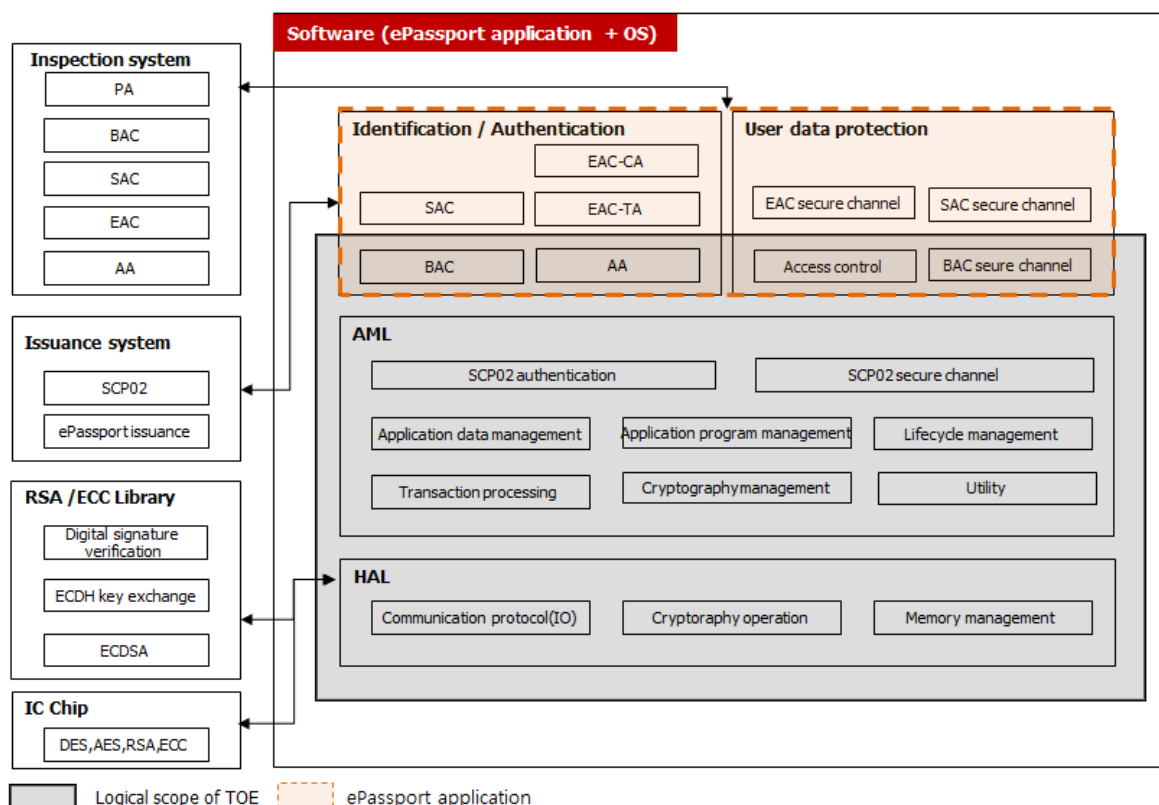 Software (ePassport application + OS)
Inspection system
PA
BAC
SAC
EAC
AA
Identification / Authentication
EAC-CA
SAC
EAC-TA
BAC
AA
User data protection
EAC secure channel
SAC secure channel
Access control
BAC seure channel
Issuance system
SCP02
ePassport issuance
AML
SCP02 authentication
SCP02 secure channel
Application data management
Application program management
Lifecycle management
Transaction processing
Cryptography management
Utility
RSA /ECC Library
Digital signature
verification
ECDH key exchange
ECDSA
HAL
Communication protocol(IO)
Cryptoraphy operation
Memory management
IC Chip
DES,AES,RSA,ECC
Logical scope of TOE
ePassport application